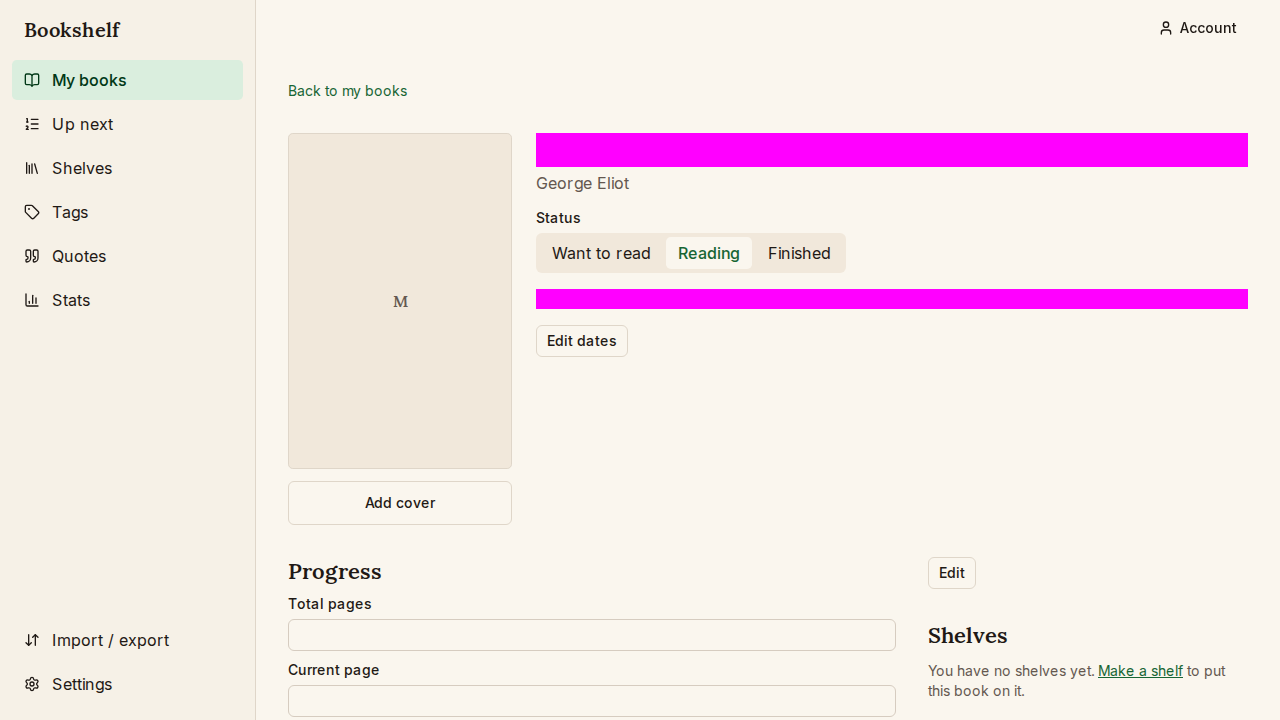 Bookshelf
My books
Up next
Shelves
Tags
Quotes
Stats
Import / export
Settings
Account
Back to my books
M
Add cover
George Eliot
Status
Want to read
Reading
Finished
Edit dates
Progress
Total pages
Current page
Edit
Shelves
You have no shelves yet. Make a shelf to put
this book on it.